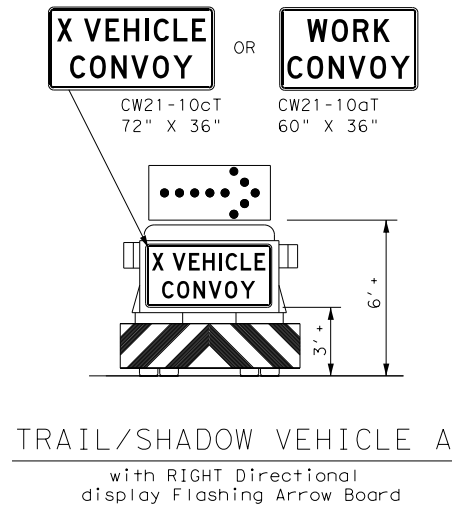 X VEHICLE
CONVOY
OR
WORK
CONVOY
CW21-10cT
72" X 36"
CW21-10aT
60" X 36"
X VEHICLE
CONVOY
6'+
3'+
TRAIL/SHADOW VEHICLE A
with RIGHT Directional
display Flashing Arrow Board